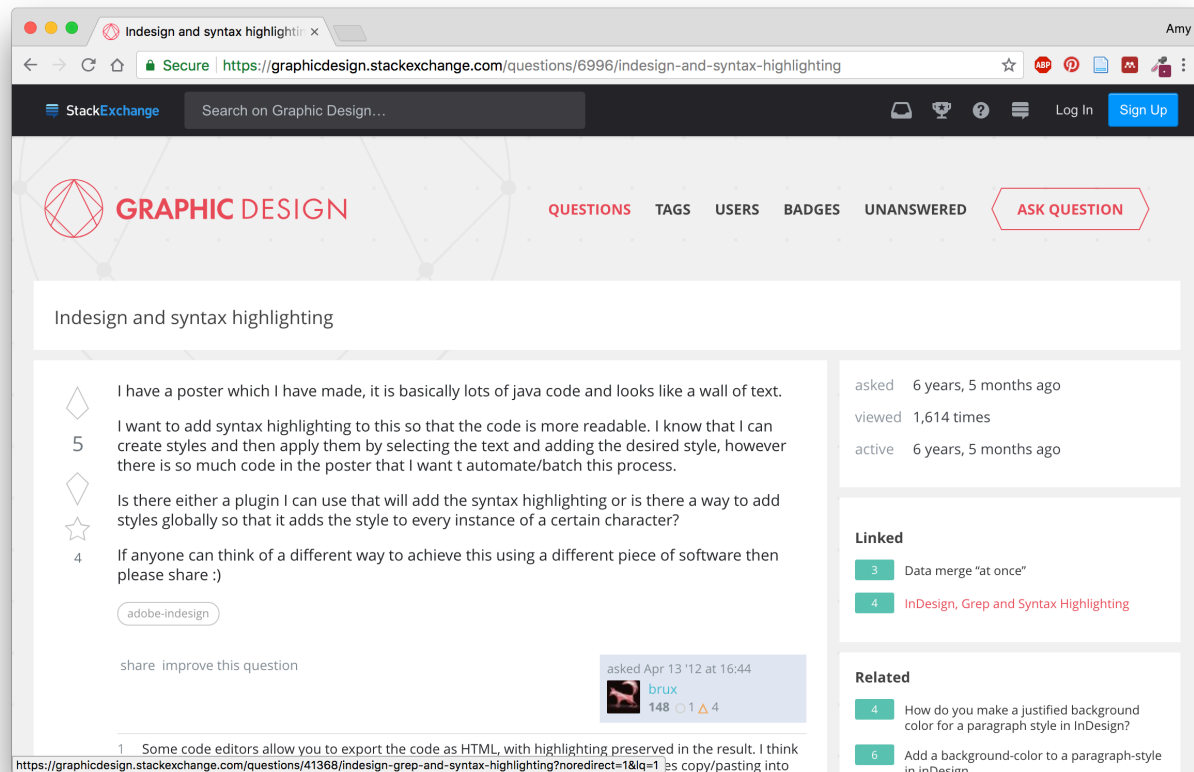 Indesign and syntax highlightin
Amy
Secure https://graphicdesign.stackexchange.com/questions/6996/indesign-and-syntax-highlighting
ABP
StackExchange
Search on Graphic Design…
Log In
Sign Up
GRAPHIC DESIGN
QUESTIONS TAGS USERS BADGES UNANSWERED ASK QUESTION
Indesign and syntax highlighting
I have a poster which I have made, it is basically lots of java code and looks like a wall of text.
5
I want to add syntax highlighting to this so that the code is more readable. I know that I can
create styles and then apply them by selecting the text and adding the desired style, however
there is so much code in the poster that I want t automate/batch this process.
Is there either a plugin I can use that will add the syntax highlighting or is there a way to add
styles globally so that it adds the style to every instance of a certain character?
4
If anyone can think of a different way to achieve this using a different piece of software then
please share :)
adobe-indesign
share improve this question
asked Apr 13 '12 at 16:44
brux
148 1 4
1 Some code editors allow you to export the code as HTML, with highlighting preserved in the result. I think
es copy/pasting into
https://graphicdesign.stackexchange.com/questions/41368/indesign-grep-and-syntax-highlighting?noredirect=1&lq=1
asked 6 years, 5 months ago
viewed 1,614 times
active 6 years, 5 months ago
Linked
3 Data merge “at once”
4 InDesign, Grep and Syntax Highlighting
Related
4 How do you make a justified background
color for a paragraph style in InDesign?
6 Add a background-color to a paragraph-style
in inDesign